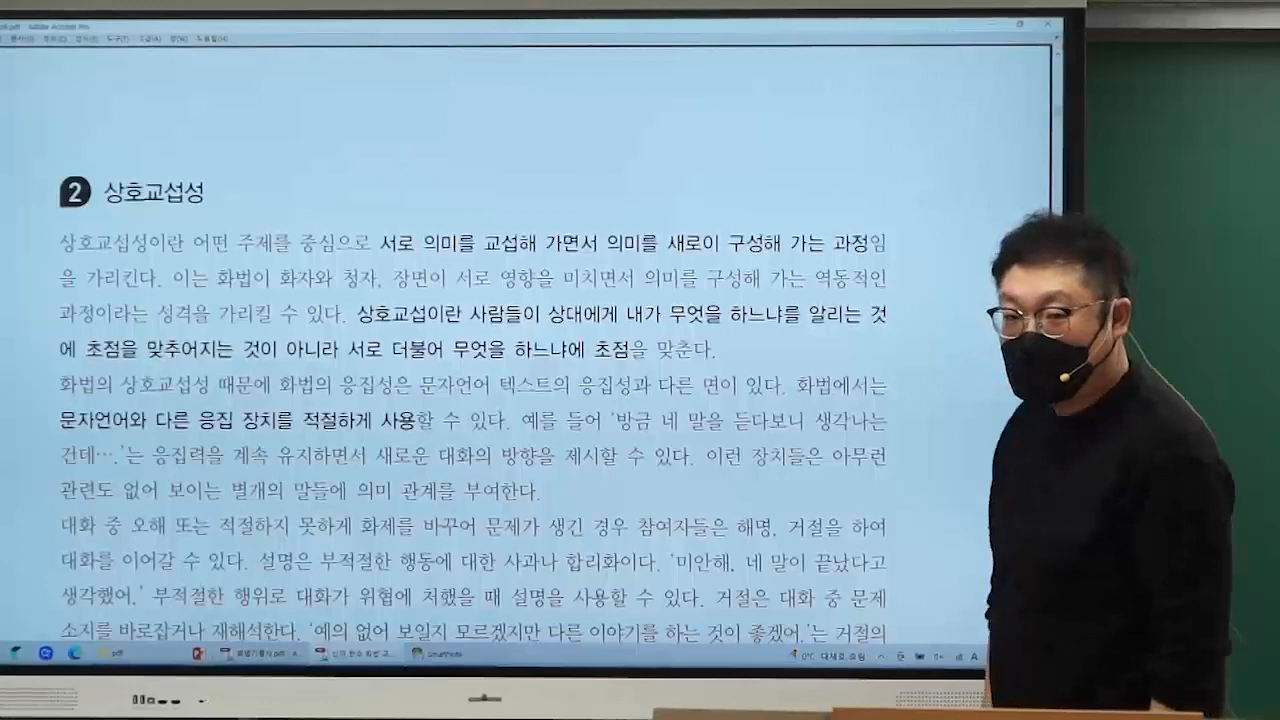 .pdf - Adobe Acrobat Pro
도구(T)
도움말(H)
2 상호교섭성
상호교섭성이란 어떤 주제를 중심으로 서로 의미를 교섭해 가면서 의미를 새로이 구성해 가는 과정임
을 가리킨다. 이는 화법이 화자와 청자, 장면이 서로 영향을 미치면서 의미를 구성해 가는 역동적인
과정이라는 성격을 가리킬 수 있다. 상호교섭이란 사람들이 상대에게 내가 무엇을 하느냐를 알리는 것
에 초점을 맞추어지는 것이 아니라 서로 더불어 무엇을 하느냐에 초점을 맞춘다.
화법의 상호교섭성 때문에 화법의 응집성은 문자언어 텍스트의 응집성과 다른 면이 있다. 화법에서는
문자언어와 다른 응집 장치를 적절하게 사용할 수 있다. 예를 들어 '방금 네 말을 듣다보니 생각나는
건데….'는 응집력을 계속 유지하면서 새로운 대화의 방향을 제시할 수 있다. 이런 장치들은 아무런
관련도 없어 보이는 별개의 말들에 의미 관계를 부여한다.
대화 중 오해 또는 적절하지 못하게 화제를 바꾸어 문제가 생긴 경우 참여자들은 해명, 거절을 하여
대화를 이어갈 수 있다. 설명은 부적절한 행동에 대한 사과나 합리화이다. '미안해, 네 말이 끝났다고
생각했어.' 부적절한 행위로 대화가 위협에 처했을 때 설명을 사용할 수 있다. 거절은 대화 중 문제
소지를 바로잡거나 재해석한다. '예의 없어 보일지 모르겠지만 다른 이야기를 하는 것이 좋겠어.'는 거절의
pdf
SmartNote
0°C 대체로 흐림
A